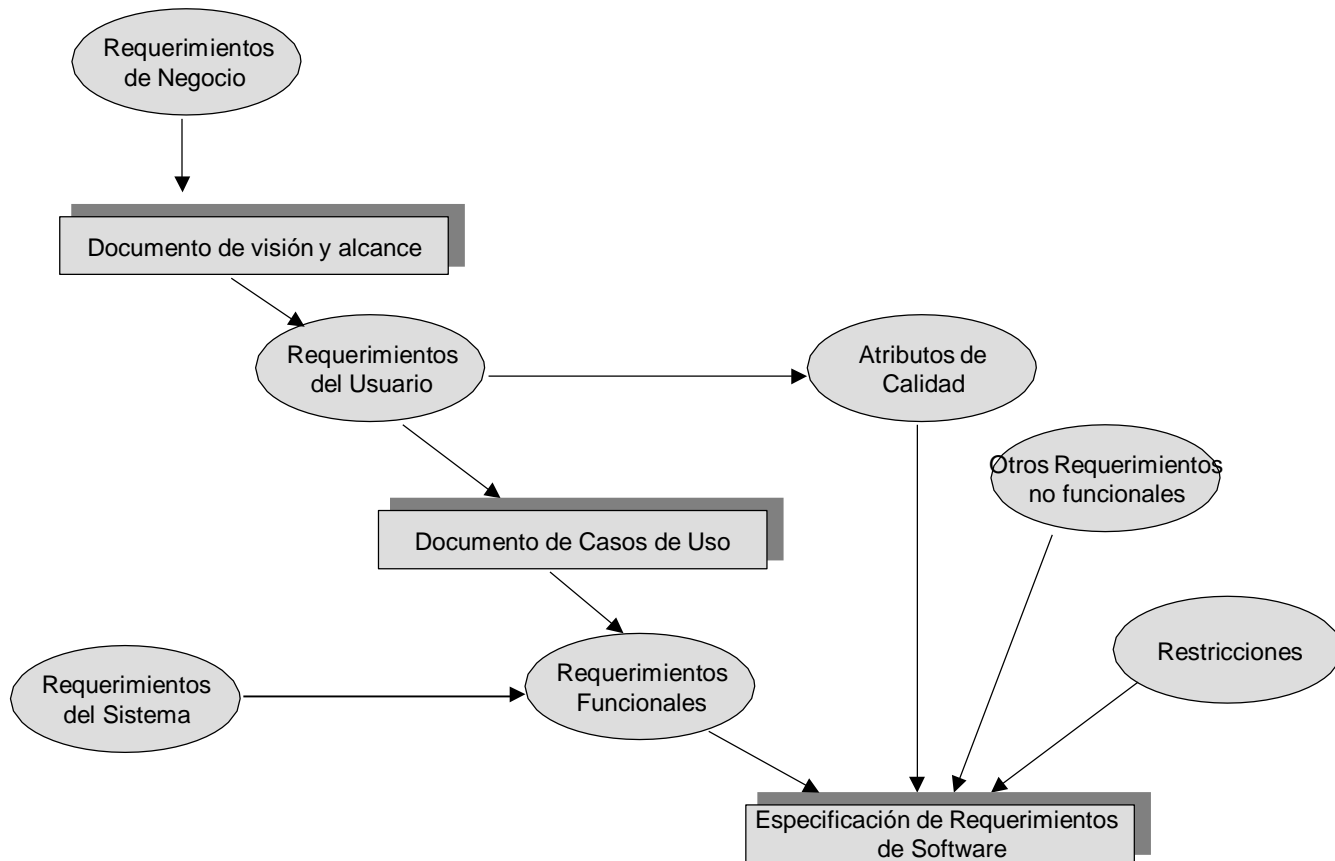 Requerimientos
de Negocio
Documento de visión y alcance
Requerimientos
del Usuario
Atributos de
Calidad
Otros Requerimientos
no funcionales
Documento de Casos de Uso
Restricciones
Requerimientos
del Sistema
Requerimientos
Funcionales
Especificación de Requerimientos
de Software